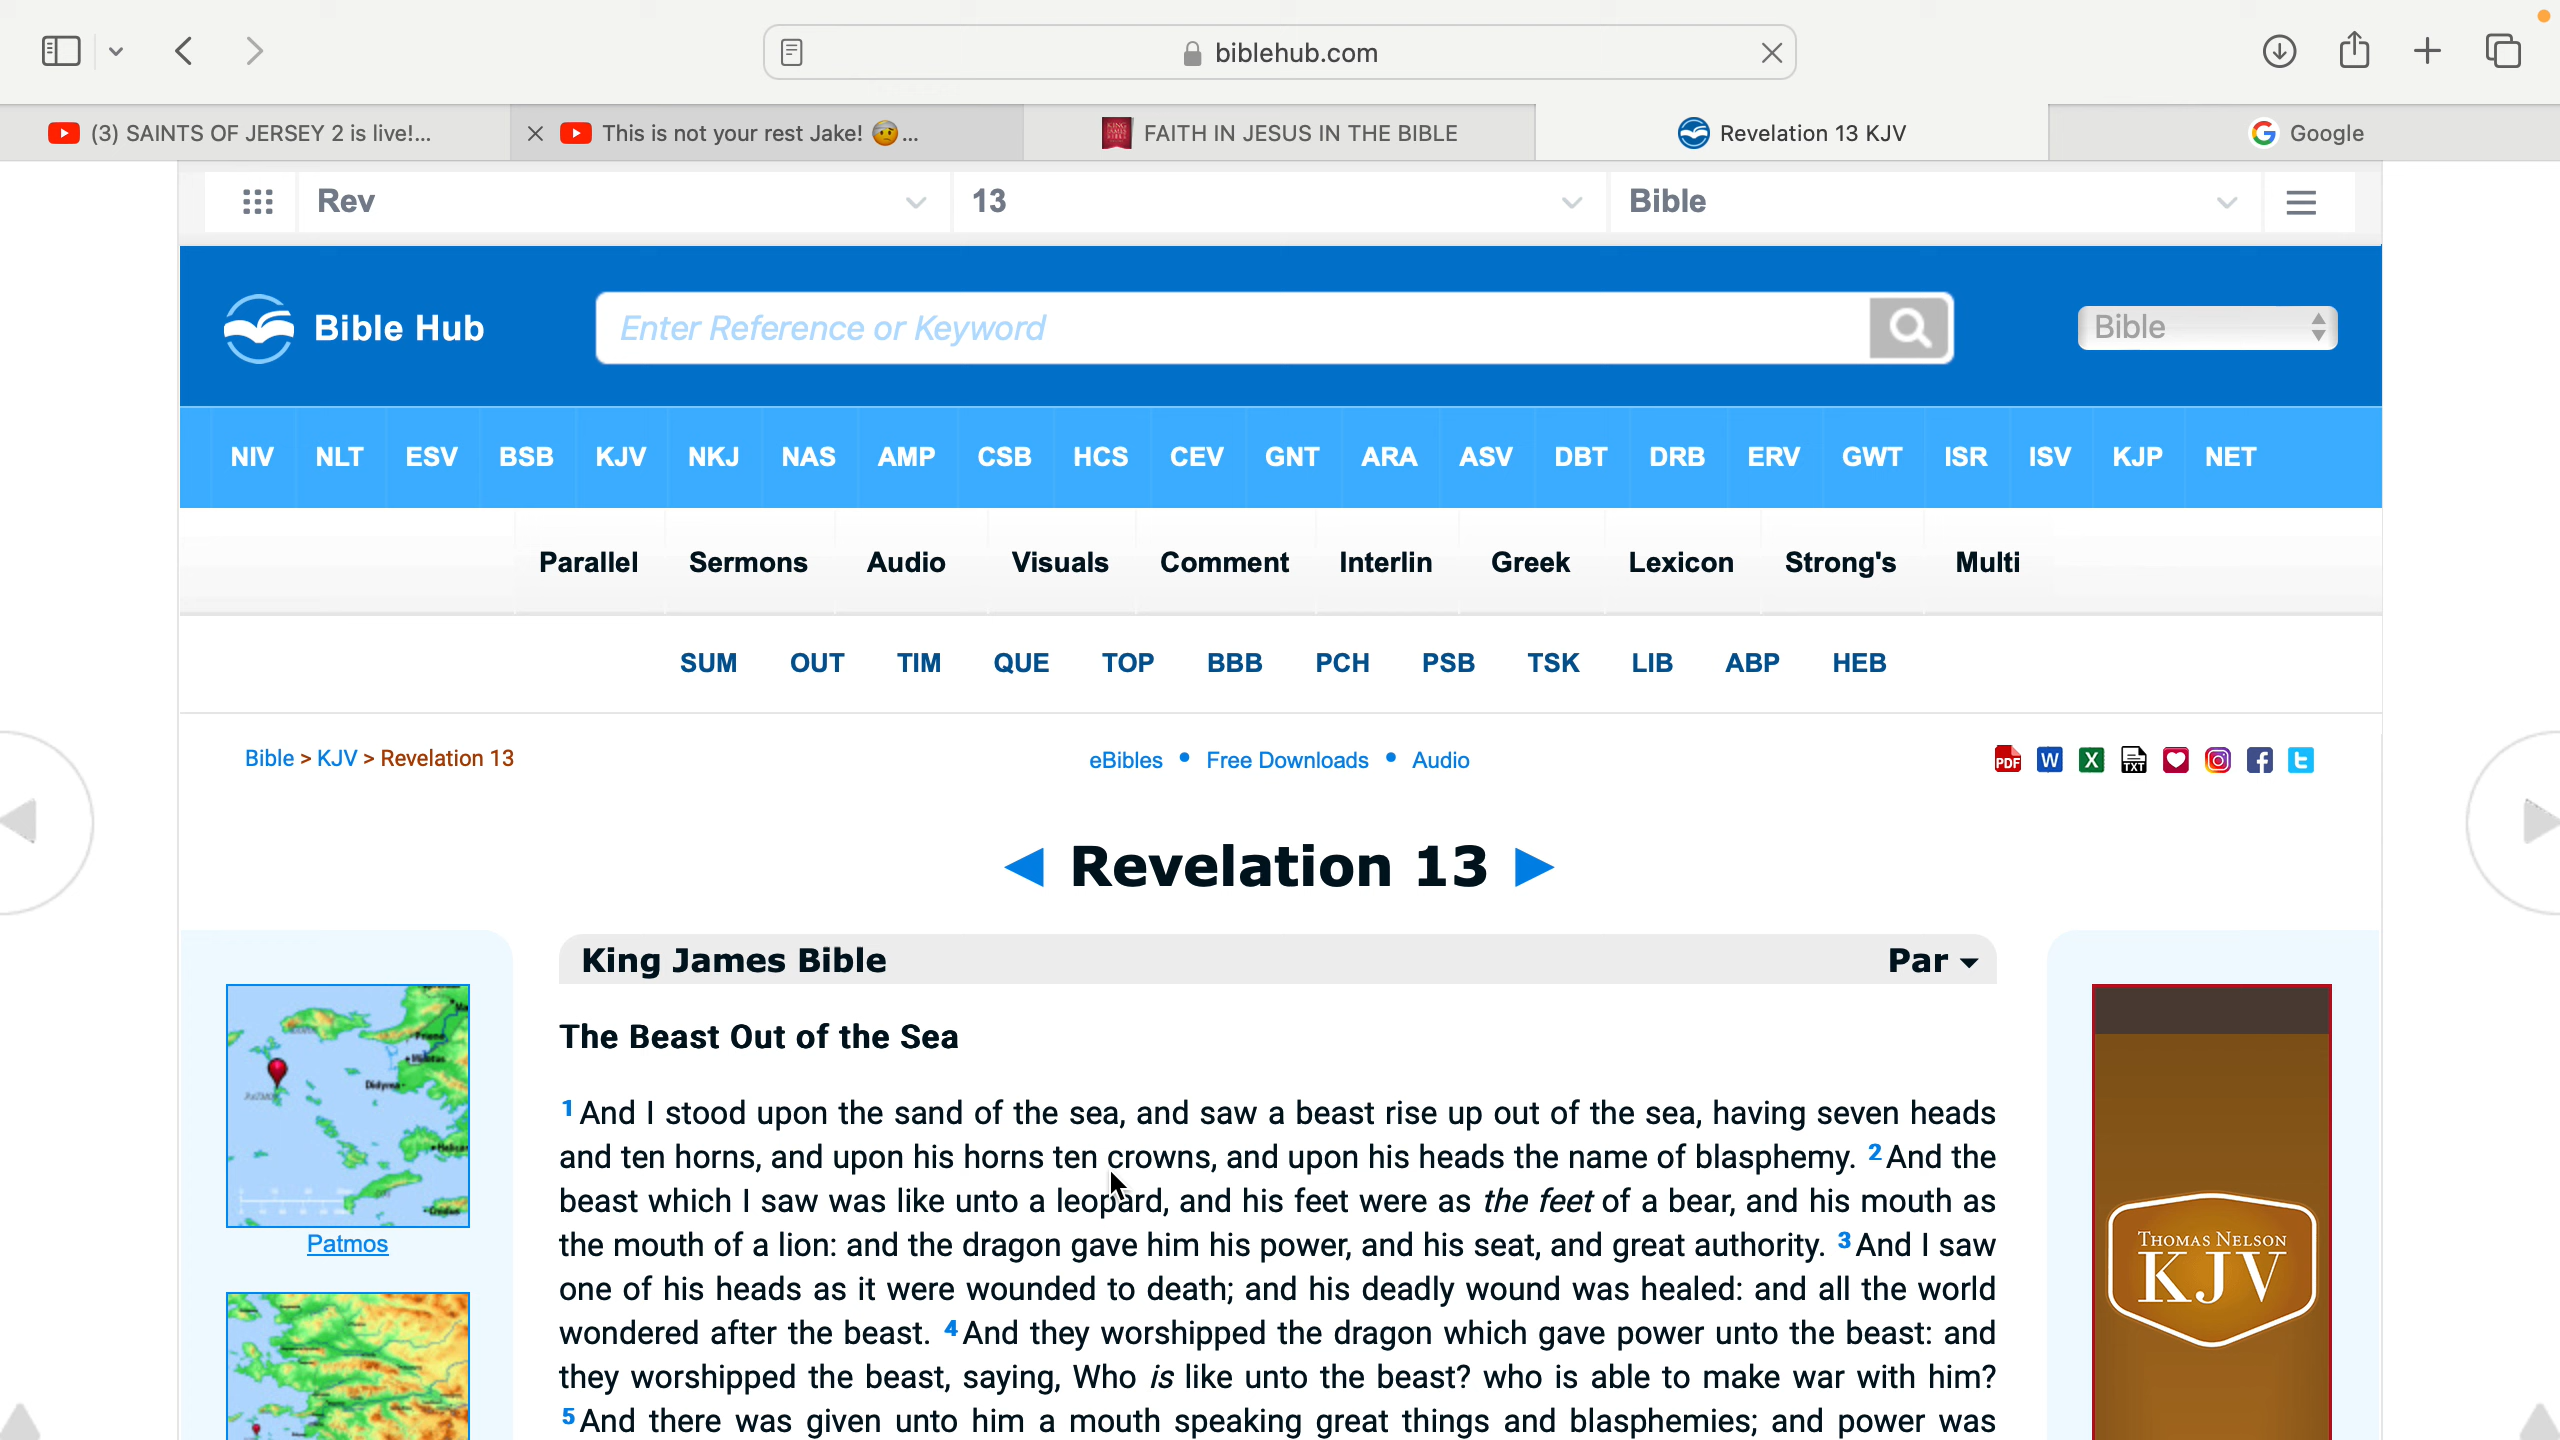 biblehub.com
(3) SAINTS OF JERSEY 2 is live!...
This is not your rest Jake! 🤕...
FAITH IN JESUS IN THE BIBLE
Revelation 13 KJV
Google
Rev
13
Bible
Bible Hub
Enter Reference or Keyword
Bible
NIV NLT ESV BSB KJV NKJ NAS AMP CSB HCS CEV GNT ARA ASV DBT DRB ERV GWT ISR ISV KJP NET
Parallel Sermons Audio Visuals Comment Interlin Greek Lexicon Strong's Multi
SUM OUT TIM QUE TOP BBB PCH PSB TSK LIB ABP HEB
Bible > KJV > Revelation 13
eBibles • Free Downloads • Audio
PDF W X TXT
◄ Revelation 13 ►
King James Bible
Par
The Beast Out of the Sea
1 And I stood upon the sand of the sea, and saw a beast rise up out of the sea, having seven heads
and ten horns, and upon his horns ten crowns, and upon his heads the name of blasphemy. 2 And the
beast which I saw was like unto a leopard, and his feet were as the feet of a bear, and his mouth as
the mouth of a lion: and the dragon gave him his power, and his seat, and great authority. 3 And I saw
one of his heads as it were wounded to death; and his deadly wound was healed: and all the world
wondered after the beast. 4 And they worshipped the dragon which gave power unto the beast: and
they worshipped the beast, saying, Who is like unto the beast? who is able to make war with him?
5 And there was given unto him a mouth speaking great things and blasphemies; and power was
Didyma
Patmos
THOMAS NELSON
KJV